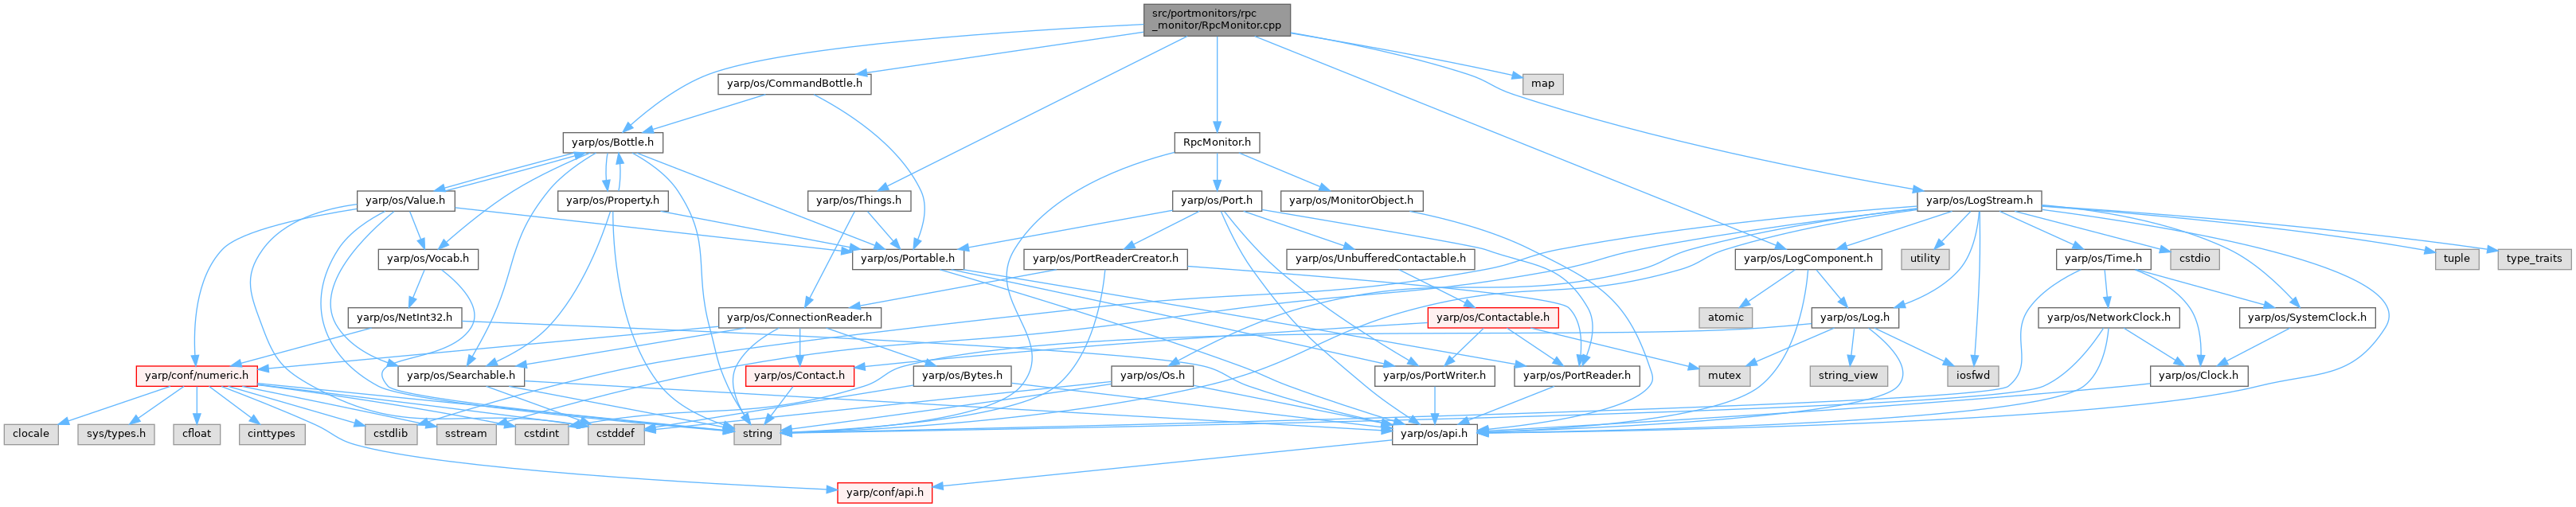 src/portmonitors/rpc
_monitor/RpcMonitor.cpp
yarp/os/CommandBottle.h
map
yarp/os/Bottle.h
RpcMonitor.h
yarp/os/Value.h
yarp/os/Property.h
yarp/os/Things.h
yarp/os/Port.h
yarp/os/MonitorObject.h
yarp/os/LogStream.h
yarp/os/Vocab.h
yarp/os/Portable.h
yarp/os/PortReaderCreator.h
yarp/os/UnbufferedContactable.h
yarp/os/LogComponent.h
utility
yarp/os/Time.h
cstdio
tuple
type_traits
yarp/os/NetInt32.h
yarp/os/ConnectionReader.h
yarp/os/Contactable.h
atomic
yarp/os/Log.h
yarp/os/NetworkClock.h
yarp/os/SystemClock.h
yarp/conf/numeric.h
yarp/os/Searchable.h
yarp/os/Contact.h
yarp/os/Bytes.h
yarp/os/Os.h
yarp/os/PortWriter.h
yarp/os/PortReader.h
mutex
string_view
iosfwd
yarp/os/Clock.h
clocale
sys/types.h
cfloat
cinttypes
cstdlib
sstream
cstdint
cstddef
string
yarp/os/api.h
yarp/conf/api.h